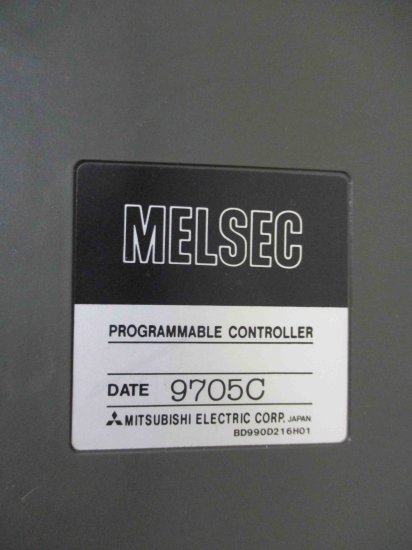 MELSEC
PROGRAMMABLE CONTROLLER
DATE 9705C
MITSUBISHI ELECTRIC CORP. JAPAN
BD990D216H01